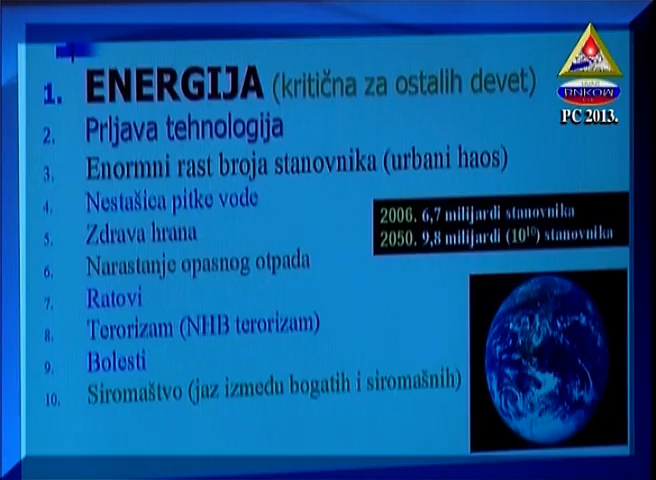 1. ENERGIJA (kritična za ostalih devet)
2. Prljava tehnologija
3. Enormni rast broja stanovnika (urbani haos)
4. Nestašica pitke vode
5. Zdrava hrana
6. Narastanje opasnog otpada
7. Ratovi
8. Terorizam (NHB terorizam)
9. Bolesti
10. Siromaštvo (jaz između bogatih i siromašnih)
2006. 6,7 milijardi stanovnika
2050. 9,8 milijardi (10¹⁰) stanovnika
PC 2013.